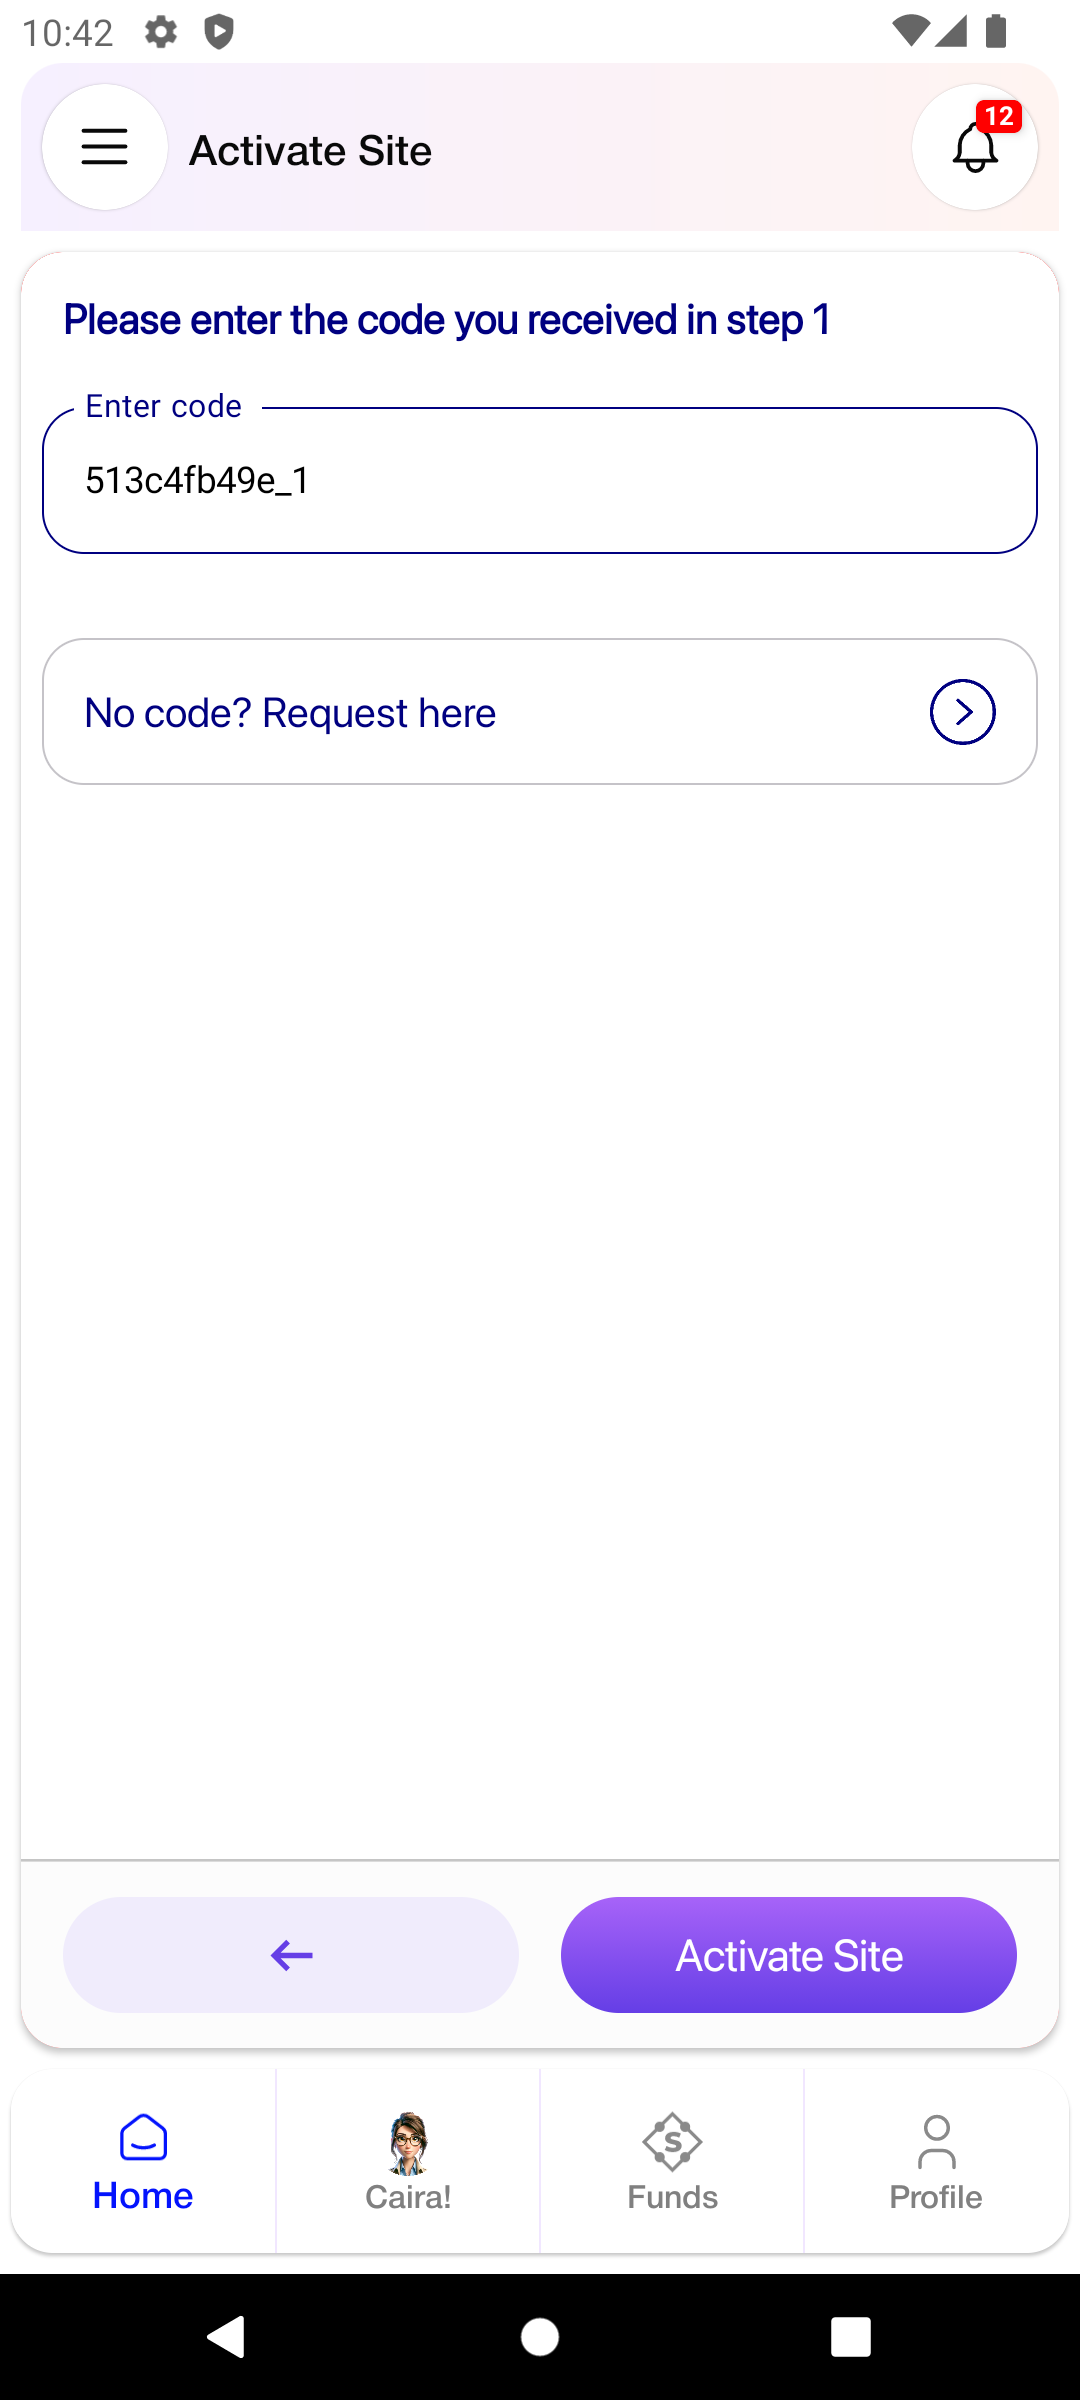 10:42
Activate Site
12
Please enter the code you received in step 1
Enter code
513c4fb49e_1
No code? Request here
Activate Site
Home
Caira!
Funds
Profile